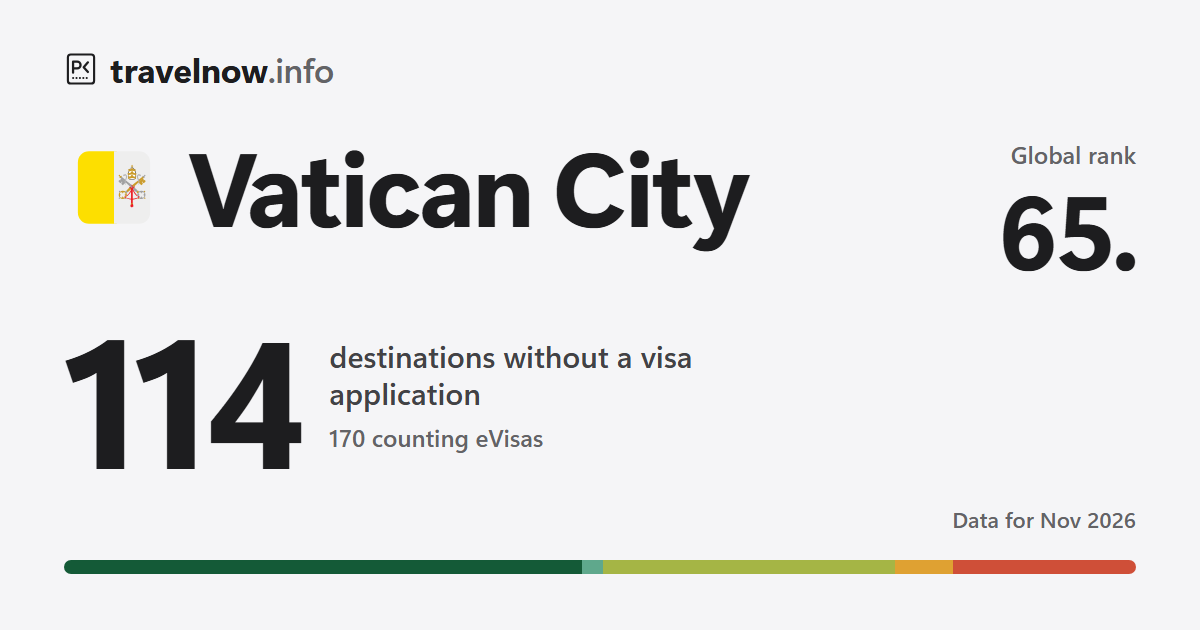 travelnow.info
Vatican City
Global rank
65.
114
destinations without a visa
application
170 counting eVisas
Data for Nov 2026